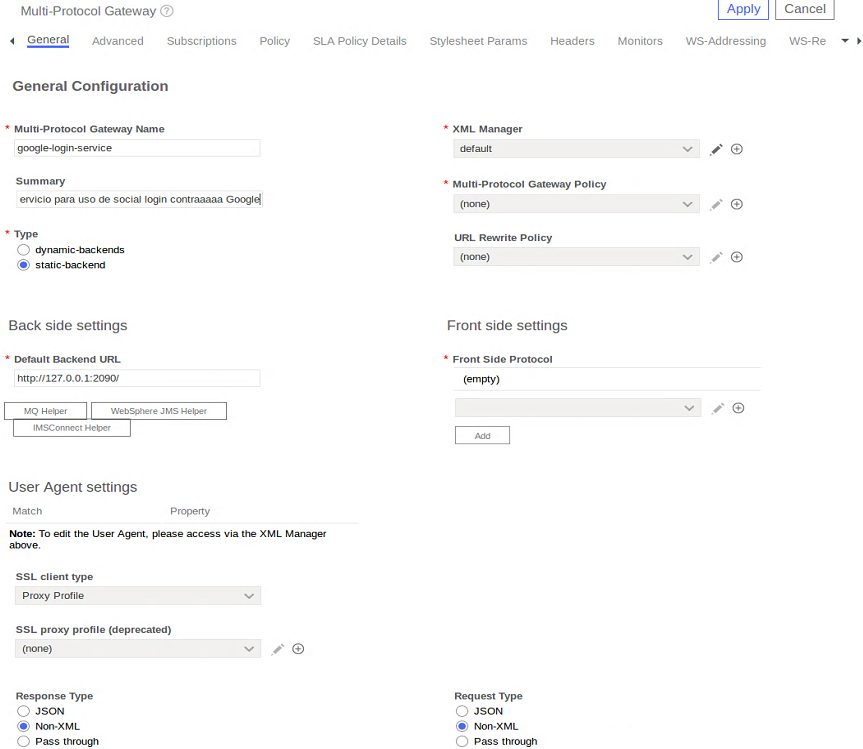 Multi-Protocol Gateway ?
Apply Cancel
General Advanced Subscriptions Policy SLA Policy Details Stylesheet Params Headers Monitors WS-Addressing WS-Re
General Configuration
* Multi-Protocol Gateway Name
google-login-service
Summary
ervicio para uso de social login contraaaaa Google
* Type
dynamic-backends
static-backend
* XML Manager
default
* Multi-Protocol Gateway Policy
(none)
URL Rewrite Policy
(none)
Back side settings
* Default Backend URL
http://127.0.0.1:2090/
MQ Helper WebSphere JMS Helper
IMSConnect Helper
Front side settings
* Front Side Protocol
(empty)
Add
User Agent settings
Match Property
Note: To edit the User Agent, please access via the XML Manager
above.
SSL client type
Proxy Profile
SSL proxy profile (deprecated)
(none)
Response Type
JSON
Non-XML
Pass through
Request Type
JSON
Non-XML
Pass through